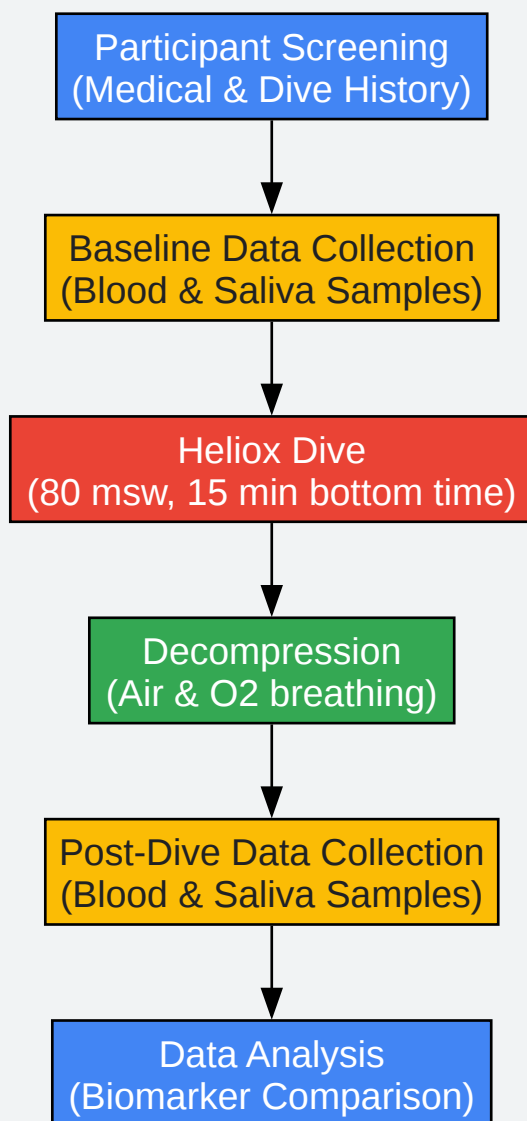 Participant Screening
(Medical & Dive History)
Baseline Data Collection
(Blood & Saliva Samples)
Heliox Dive
(80 msw, 15 min bottom time)
Decompression
(Air & O2 breathing)
Post-Dive Data Collection
(Blood & Saliva Samples)
Data Analysis
(Biomarker Comparison)